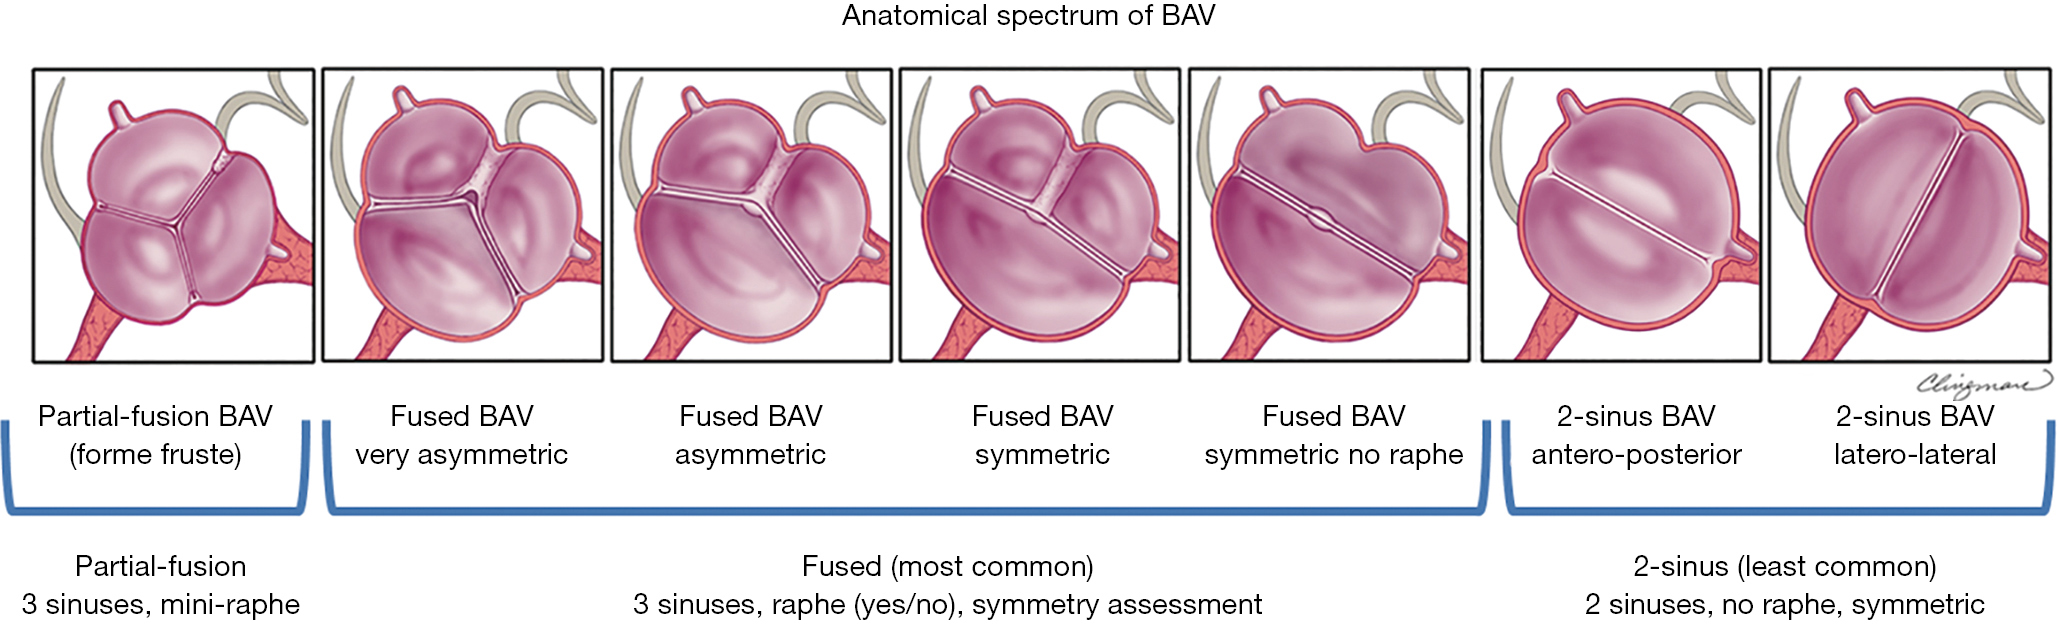 Anatomical spectrum of BAV
Clingman
Partial-fusion BAV
(forme fruste)
Fused BAV
very asymmetric
Fused BAV
asymmetric
Fused BAV
symmetric
Fused BAV
symmetric no raphe
2-sinus BAV
antero-posterior
2-sinus BAV
latero-lateral
Partial-fusion
3 sinuses, mini-raphe
Fused (most common)
3 sinuses, raphe (yes/no), symmetry assessment
2-sinus (least common)
2 sinuses, no raphe, symmetric